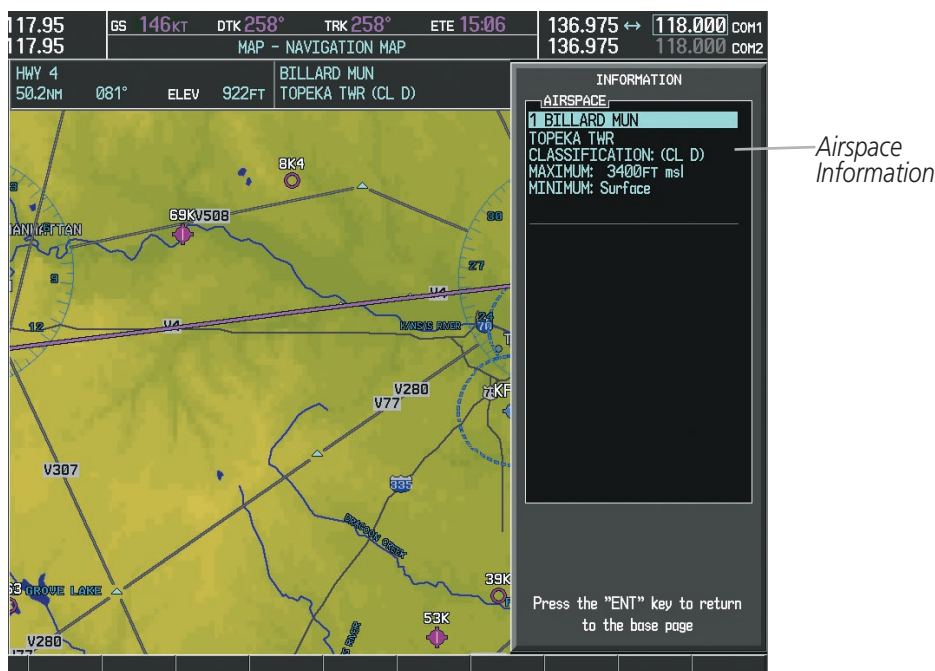 117.95
117.95
GS 146KT DTK 258° TRK 258° ETE 15:06
MAP - NAVIGATION MAP
136.975 ↔ 118.000 COM1
136.975 118.000 COM2
HWY 4
50.2NM 081° ELEV 922FT
BILLARD MUN
TOPEKA TWR (CL D)
INFORMATION
AIRSPACE
1 BILLARD MUN
TOPEKA TWR
CLASSIFICATION: (CL D)
MAXIMUM: 3400FT msl
MINIMUM: Surface
Airspace
Information
8K4
69K
V508
30
27
9
12
V4
V4
24
KANSAS RIVER
70
V280
V77
KF
V307
335
DRAGOON CREEK
39K
GROVE LAKE
53K
V280
Press the "ENT" key to return
to the base page